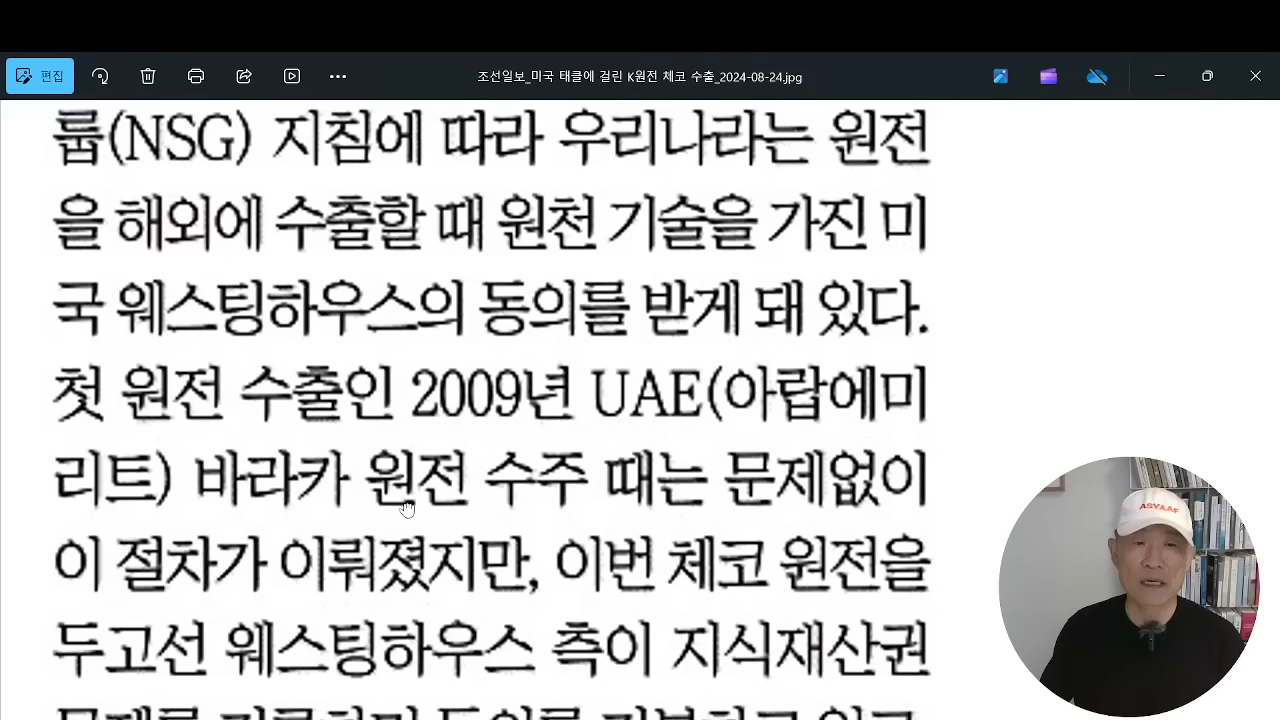 편집
조선일보_미국 태클에 걸린 K원전 체코 수출_2024-08-24.jpg
룹(NSG) 지침에 따라 우리나라는 원전
을 해외에 수출할 때 원천 기술을 가진 미
국 웨스팅하우스의 동의를 받게 돼 있다.
첫 원전 수출인 2009년 UAE(아랍에미
리트) 바라카 원전 수주 때는 문제없이
이 절차가 이뤄졌지만, 이번 체코 원전을
두고선 웨스팅하우스 측이 지식재산권
ASYAAF